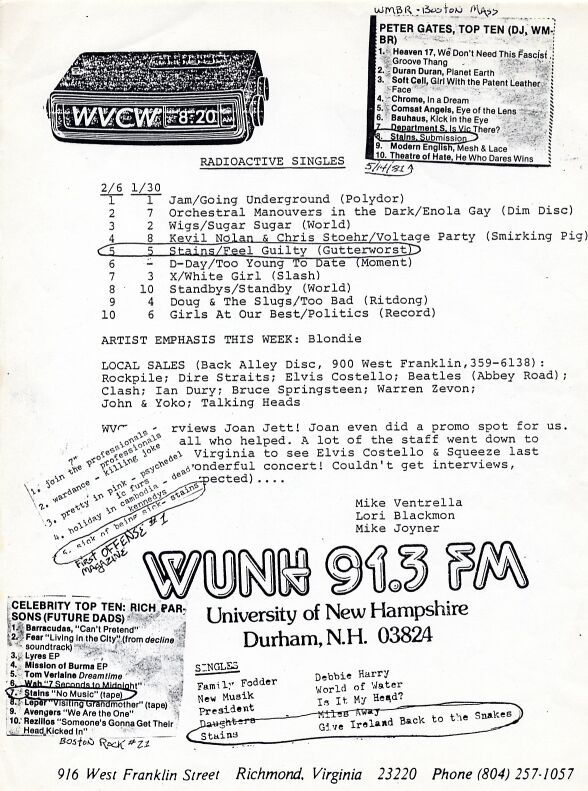 WMBR - BOSTON MASS
PETER GATES, TOP TEN (DJ, WM-
BR)
1. Heaven 17, We Don't Need This Fascist
Groove Thang
2. Duran Duran, Planet Earth
3. Soft Cell, Girl With the Patent Leather
Face
4. Chrome, In a Dream
5. Comsat Angels, Eye of the Lens
6. Bauhaus, Kick in the Eye
7. Department S, Is Vic There?
8. Stains, Submission
9. Modern English, Mesh & Lace
10. Theatre of Hate, He Who Dares Wins
5/14/81
WVCW 8:20
RADIOACTIVE SINGLES
2/6 1/30
1 1 Jam/Going Underground (Polydor)
2 7 Orchestral Manouvers in the Dark/Enola Gay (Dim Disc)
3 2 Wigs/Sugar Sugar (World)
4 8 Kevil Nolan & Chris Stoehr/Voltage Party (Smirking Pig)
5 5 Stains/Feel Guilty (Gutterworst)
6 - D-Day/Too Young To Date (Moment)
7 3 X/White Girl (Slash)
8 10 Standbys/Standby (World)
9 4 Doug & The Slugs/Too Bad (Ritdong)
10 6 Girls At Our Best/Politics (Record)
ARTIST EMPHASIS THIS WEEK: Blondie
LOCAL SALES (Back Alley Disc, 900 West Franklin,359-6138):
Rockpile; Dire Straits; Elvis Costello; Beatles (Abbey Road);
Clash; Ian Dury; Bruce Springsteen; Warren Zevon;
John & Yoko; Talking Heads
WVC rviews Joan Jett! Joan even did a promo spot for us.
all who helped. A lot of the staff went down to
Virginia to see Elvis Costello & Squeeze last
onderful concert! Couldn't get interviews,
pected)....
7"
1. join the professionals -
professionals
2. wardance - killing joke
3. pretty in pink - psychedel
ic furs
4. holiday in cambodia - dead
kennedys
5. sick of being sick- stains
FIRST OFFENSE #1
MAGAZINE
Mike Ventrella
Lori Blackmon
Mike Joyner
WUNH 91.3 FM
University of New Hampshire
Durham, N.H. 03824
CELEBRITY TOP TEN: RICH PAR-
SONS (FUTURE DADS)
1. Barracudas, "Can't Pretend"
2. Fear "Living in the City" (from decline
soundtrack)
3. Lyres EP
4. Mission of Burma EP
5. Tom Verlaine Dreamtime
6. Wah "7 Seconds to Midnight"
7. Stains "No Music" (tape)
8. Leper "Visiting Grandmother" (tape)
9. Avengers "We Are the One"
10. Rezillos "Someone's Gonna Get Their
Head Kicked In"
BOSTON ROCK #21
SINGLES
Family Fodder Debbie Harry
New Musik World of Water
President Is It My Head?
Daughters Miles Away
Stains Give Ireland Back to the Snakes
916 West Franklin Street Richmond, Virginia 23220 Phone (804) 257-1057